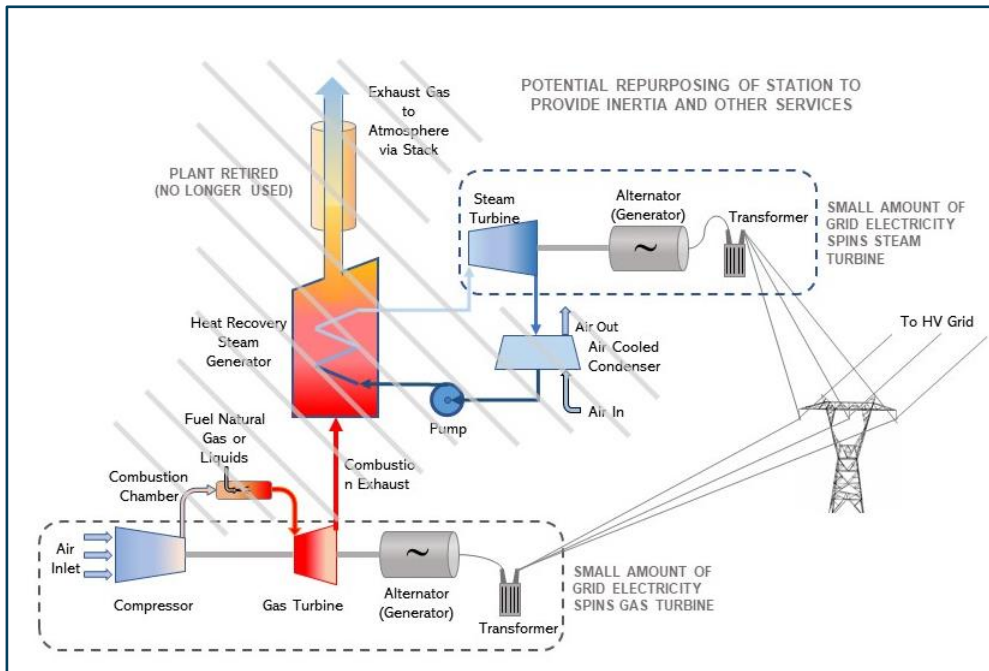 POTENTIAL REPURPOSING OF STATION TO
PROVIDE INERTIA AND OTHER SERVICES
Exhaust Gas
to
Atmosphere
via Stack
PLANT RETIRED
(NO LONGER USED)
Steam
Turbine
Alternator
(Generator)
Transformer
SMALL AMOUNT OF
GRID ELECTRICITY
SPINS STEAM
TURBINE
~
Heat Recovery
Steam
Generator
Air Out
Air Cooled
Condenser
To HV Grid
Air In
Pump
Fuel Natural
Gas or
Liquids
Combustion
Chamber
Combustio
n Exhaust
Air
Inlet
~
Compressor
Gas Turbine
Alternator
(Generator)
Transformer
SMALL AMOUNT OF
GRID ELECTRICITY
SPINS GAS TURBINE